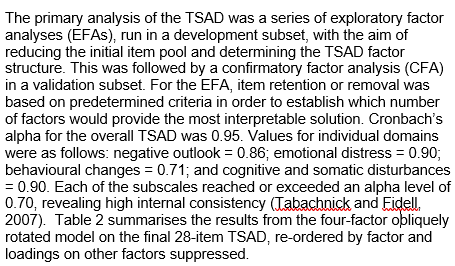 The primary analysis of the TSAD was a series of exploratory factor
analyses (EFAs), run in a development subset, with the aim of
reducing the initial item pool and determining the TSAD factor
structure. This was followed by a confirmatory factor analysis (CFA)
in a validation subset. For the EFA, item retention or removal was
based on predetermined criteria in order to establish which number
of factors would provide the most interpretable solution. Cronbach's
alpha for the overall TSAD was 0.95. Values for individual domains
were as follows: negative outlook = 0.86; emotional distress = 0.90;
behavioural changes = 0.71; and cognitive and somatic disturbances
= 0.90. Each of the subscales reached or exceeded an alpha level of
0.70, revealing high internal consistency (Tabachnick and Fidell,
2007).  Table 2 summarises the results from the four-factor obliquely
rotated model on the final 28-item TSAD, re-ordered by factor and
loadings on other factors suppressed.